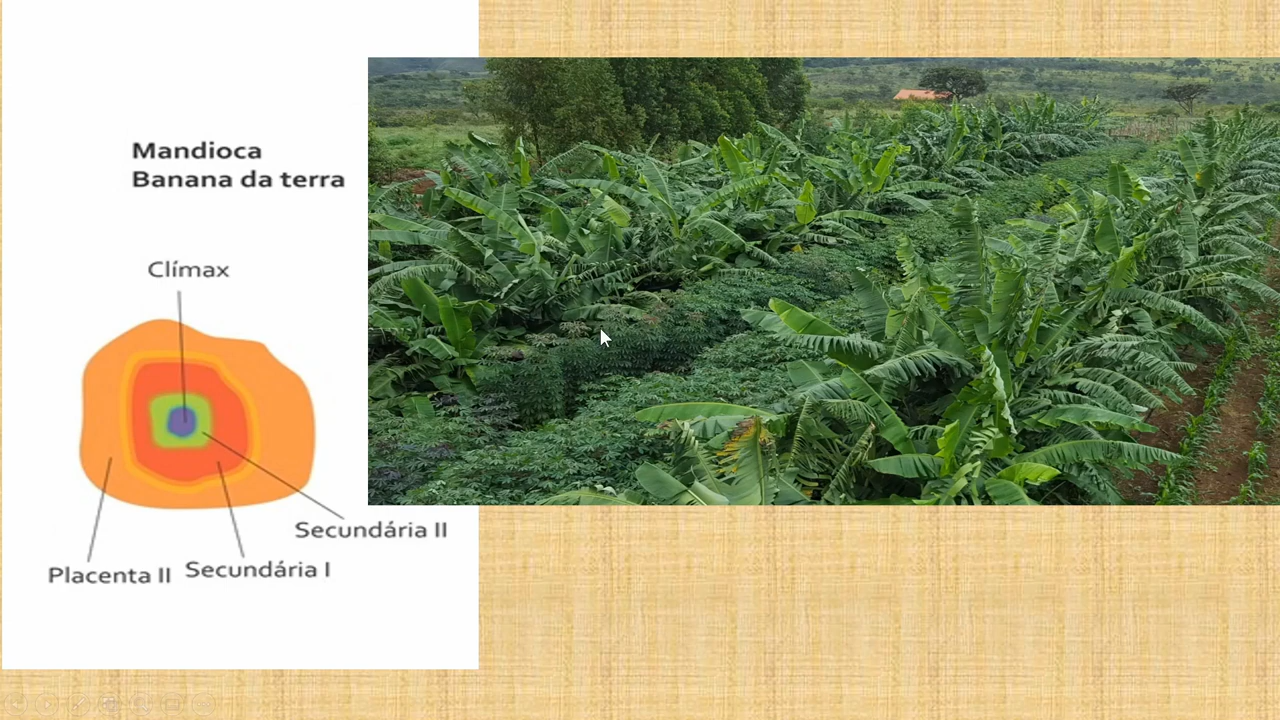 Mandioca
Banana da terra
Clímax
Secundária II
Placenta II
Secundária I